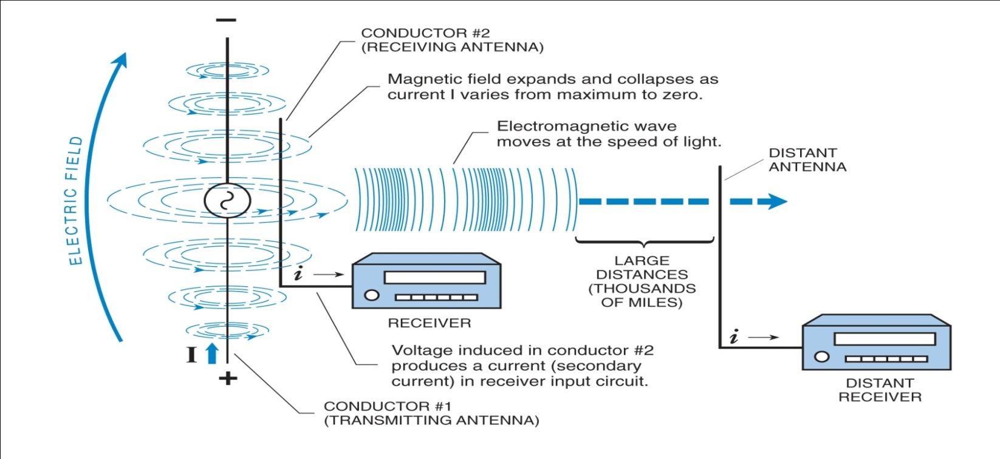 −
CONDUCTOR #2
(RECEIVING ANTENNA)
Magnetic field expands and collapses as
current I varies from maximum to zero.
Electromagnetic wave
moves at the speed of light.
DISTANT
ANTENNA
ELECTRIC FIELD
LARGE
DISTANCES
(THOUSANDS
OF MILES)
i
RECEIVER
i
I
+
Voltage induced in conductor #2
produces a current (secondary
current) in receiver input circuit.
DISTANT
RECEIVER
CONDUCTOR #1
(TRANSMITTING ANTENNA)